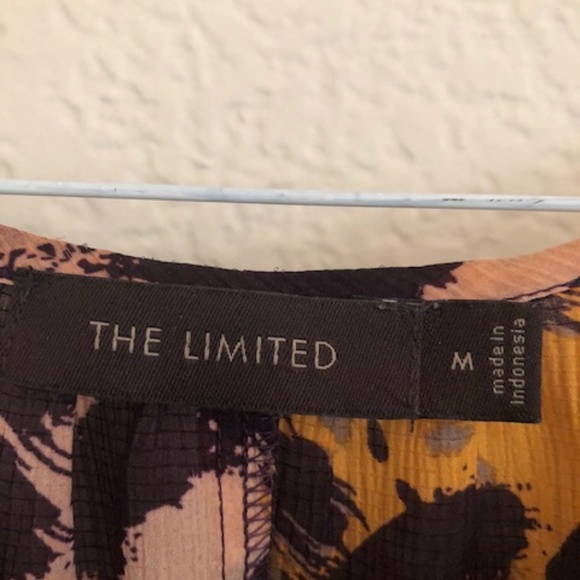 THE LIMITED
M
made in
indonesia